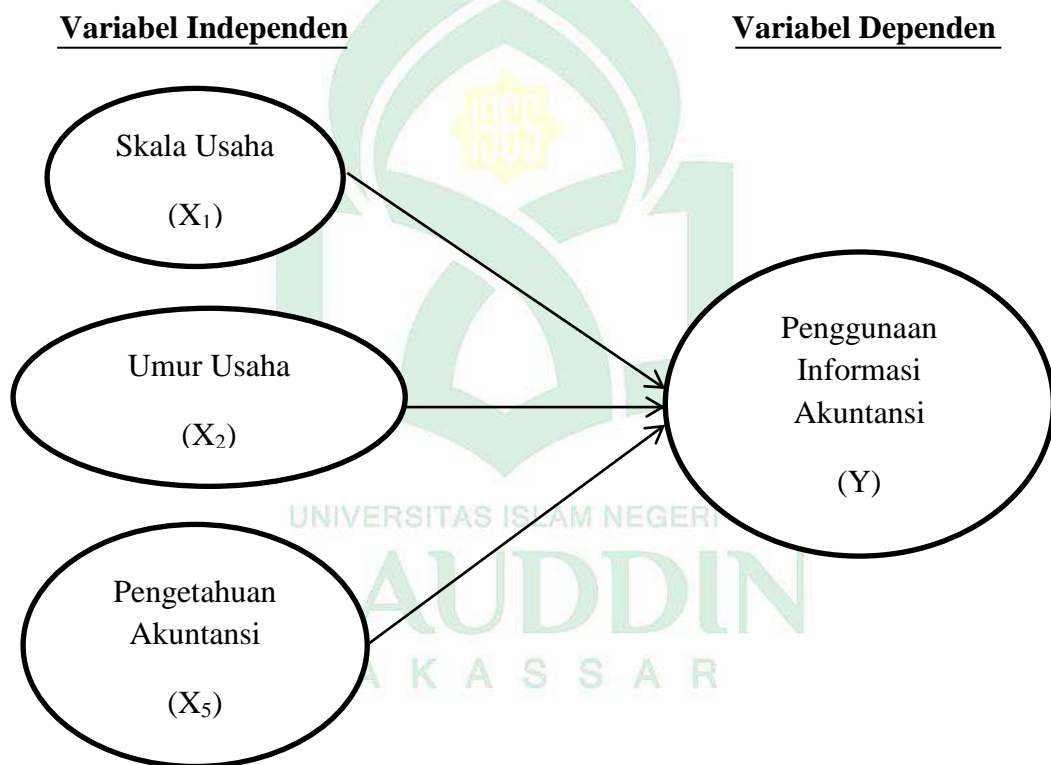 Variabel Independen
Variabel Dependen
Skala Usaha
(X₁)
Umur Usaha
(X₂)
Pengetahuan
Akuntansi
(X₅)
Penggunaan
Informasi
Akuntansi
(Y)
UNIVERSITAS ISLAM NEGERI
AUDDIN
AKASSAR